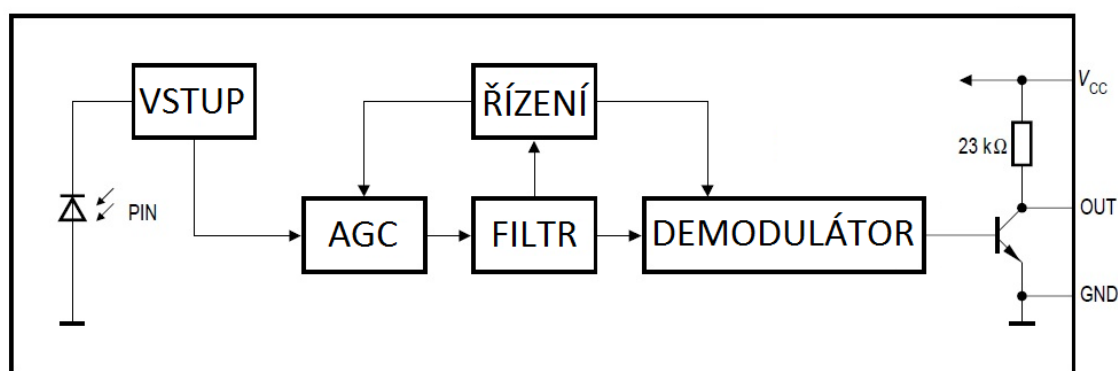 VSTUP
ŘÍZENÍ
V_CC
23 kΩ
PIN
AGC
FILTR
DEMODULÁTOR
OUT
GND